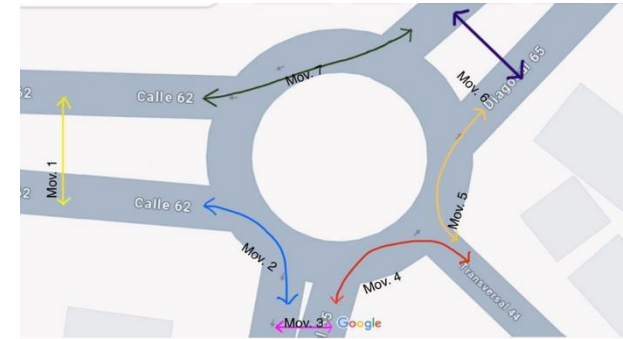 Mov. 7
Calle 62
62
Mov. 6
Diagonal 65
Mov. 1
62
Calle 62
Mov. 5
Mov. 2
Mov. 4
Transversal 44
Mov. 3
Google